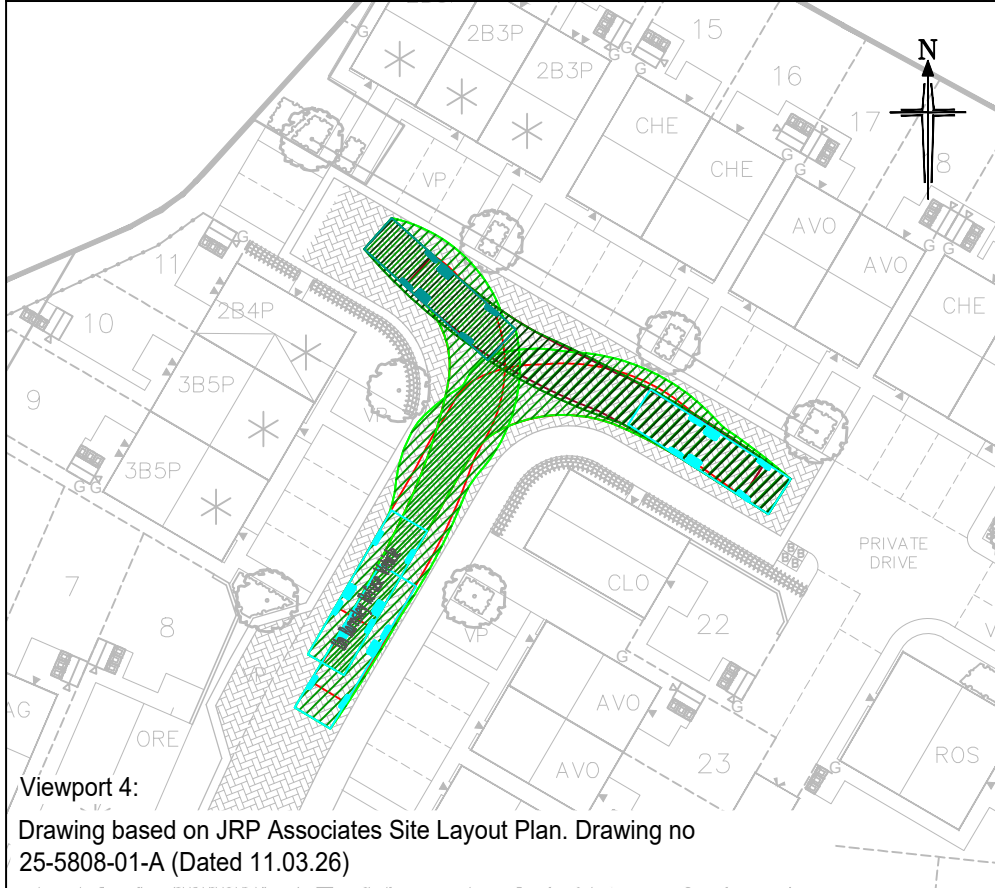 2B3P
15
N
2B3P
16
G
G
G
CHE
17
VP
CHE
G
G
8
11
G
AVO
G
G
10
2B4P
AVO
CHE
9
3B5P
VP
3B5P
G
G
PRIVATE
DRIVE
CLO
7
8
22
VP
G
G
AG
AVO
ORE
23
ROS
AVO
G
Viewport 4:
Drawing based on JRP Associates Site Layout Plan. Drawing no
25-5808-01-A (Dated 11.03.26)